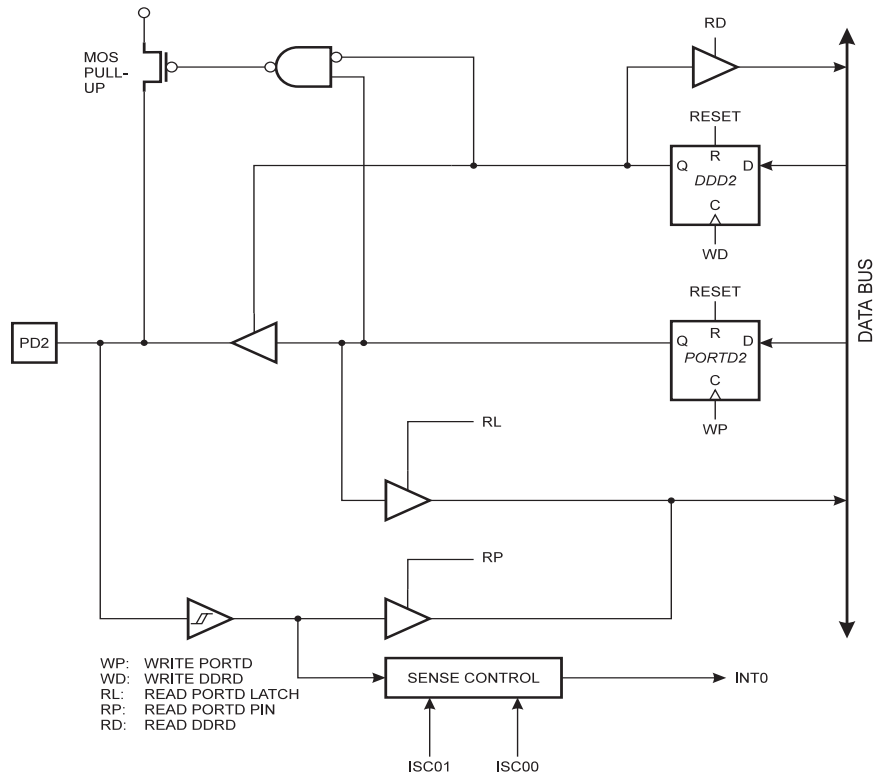 RD
MOS
PULL-
UP
RESET
R
Q
D
DDD2
C
WD
DATA BUS
RESET
PD2
R
Q
D
PORTD2
C
WP
RL
RP
WP: WRITE PORTD
WD: WRITE DDRD
RL: READ PORTD LATCH
RP: READ PORTD PIN
RD: READ DDRD
SENSE CONTROL
INT0
ISC01
ISC00